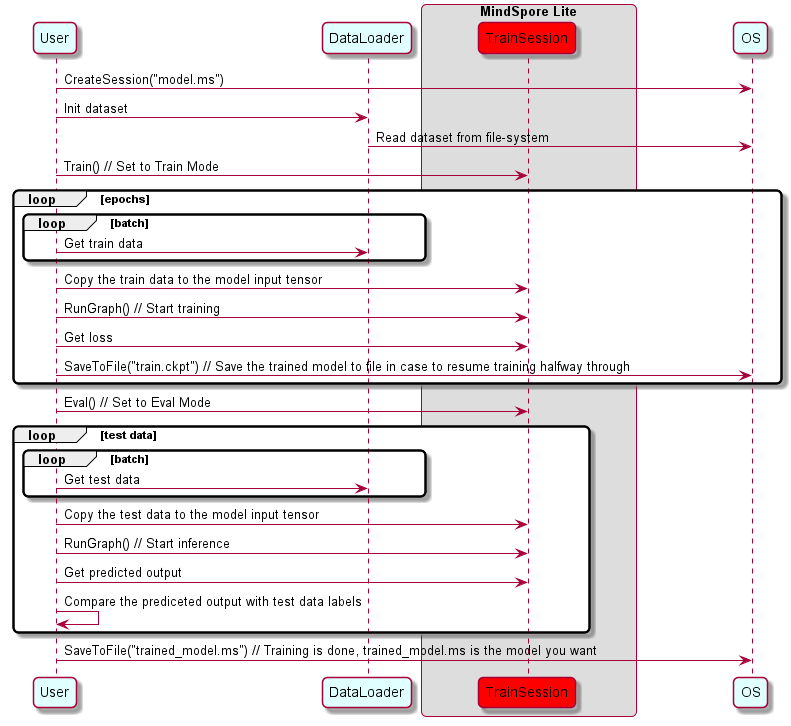 MindSpore Lite
User DataLoader TrainSession OS
CreateSession("model.ms")
Init dataset
Read dataset from file-system
Train() // Set to Train Mode
loop [epochs]
loop [batch]
Get train data
Copy the train data to the model input tensor
RunGraph() // Start training
Get loss
SaveToFile("train.ckpt") // Save the trained model to file in case to resume training halfway through
Eval() // Set to Eval Mode
loop [test data]
loop [batch]
Get test data
Copy the test data to the model input tensor
RunGraph() // Start inference
Get predicted output
Compare the prediceted output with test data labels
SaveToFile("trained_model.ms") // Training is done, trained_model.ms is the model you want
User DataLoader TrainSession OS